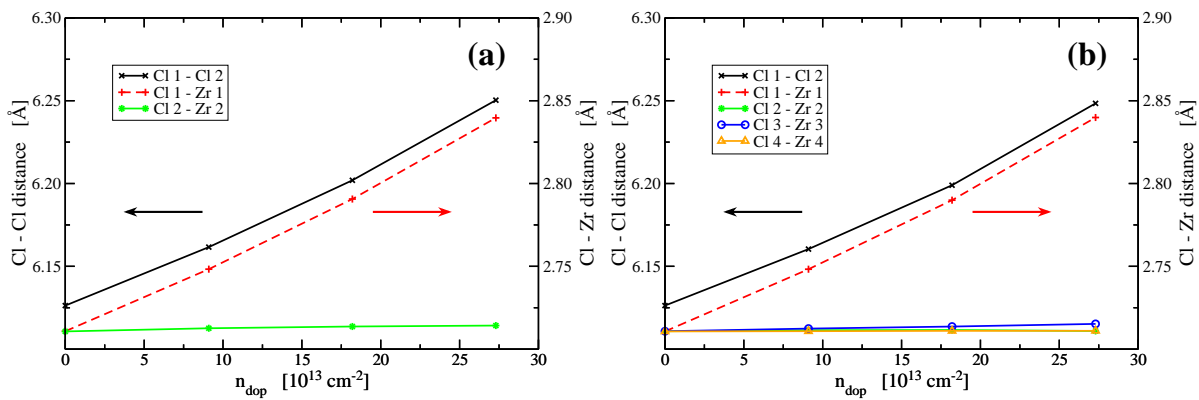 (a)
Cl - Cl distance [Å]
6.30
6.25
6.20
6.15
Cl 1 - Cl 2
Cl 1 - Zr 1
Cl 2 - Zr 2
2.90
2.85
2.80
2.75
Cl - Zr distance [Å]
0 5 10 15 20 25 30
n_dop [10^13 cm^-2]
(b)
Cl - Cl distance [Å]
6.30
6.25
6.20
6.15
Cl 1 - Cl 2
Cl 1 - Zr 1
Cl 2 - Zr 2
Cl 3 - Zr 3
Cl 4 - Zr 4
2.90
2.85
2.80
2.75
Cl - Zr distance [Å]
0 5 10 15 20 25 30
n_dop [10^13 cm^-2]